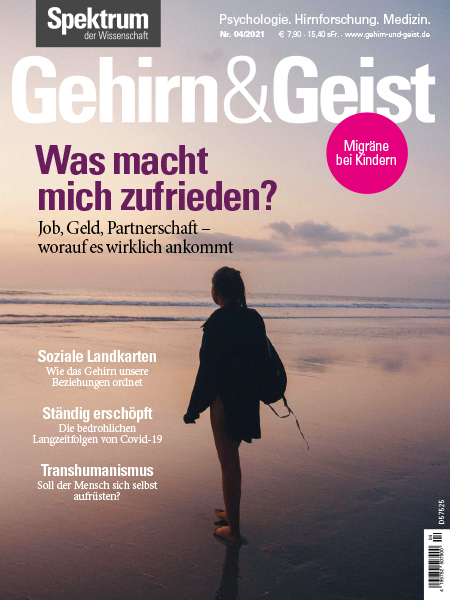 Spektrum
der Wissenschaft
Psychologie. Hirnforschung. Medizin.
Nr. 04/2021 € 7,90 · 15,40 sFr. · www.gehirn-und-geist.de
Gehirn&Geist
Migräne
bei Kindern
Was macht
mich zufrieden?
Job, Geld, Partnerschaft –
worauf es wirklich ankommt
Soziale Landkarten
Wie das Gehirn unsere
Beziehungen ordnet
Ständig erschöpft
Die bedrohlichen
Langzeitfolgen von Covid-19
Transhumanismus
Soll der Mensch sich selbst
aufrüsten?
D57525